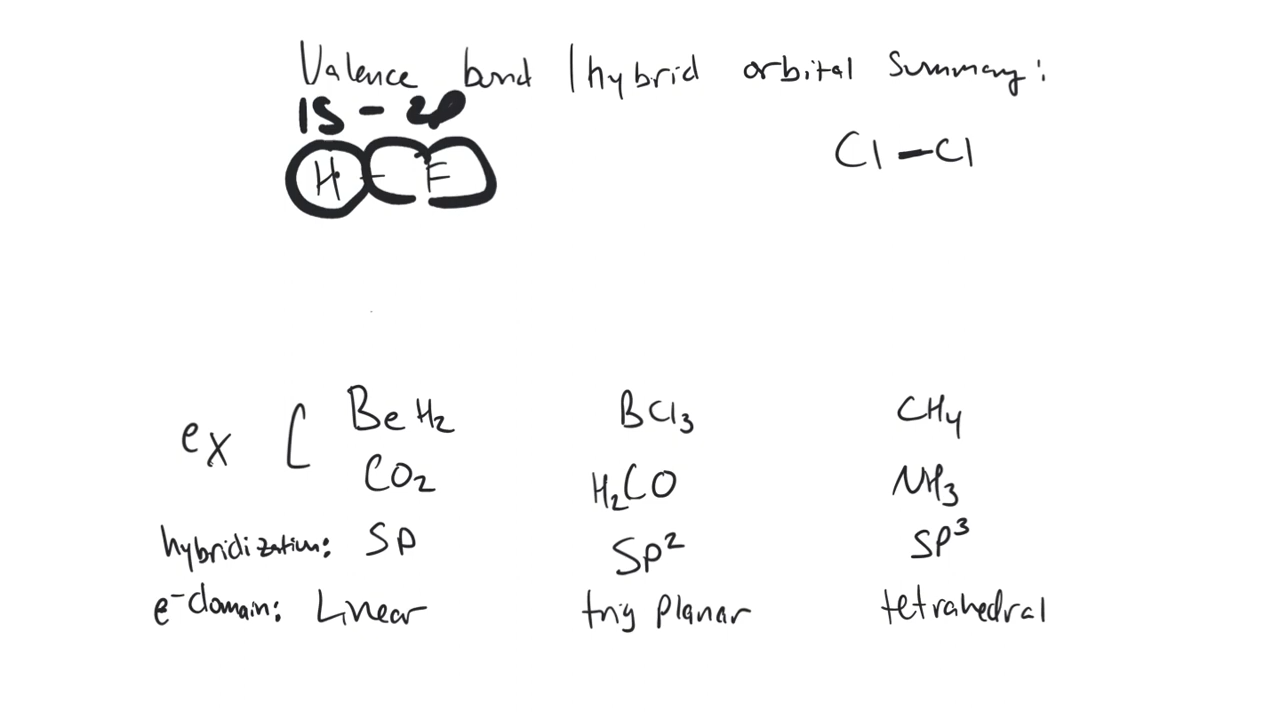 Valence bond / hybrid orbital Summary:
1S - 2P
H - F
Cl - Cl
ex [ BeH₂ BCl₃ CH₄
CO₂ H₂CO NH₃
hybridization: SP SP² SP³
e⁻domain: Linear trig planar tetrahedral